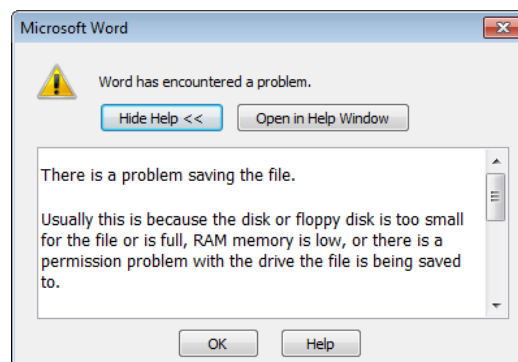 Microsoft Word
Word has encountered a problem.
Hide Help << Open in Help Window
There is a problem saving the file.
Usually this is because the disk or floppy disk is too small
for the file or is full, RAM memory is low, or there is a
permission problem with the drive the file is being saved
to.
OK Help